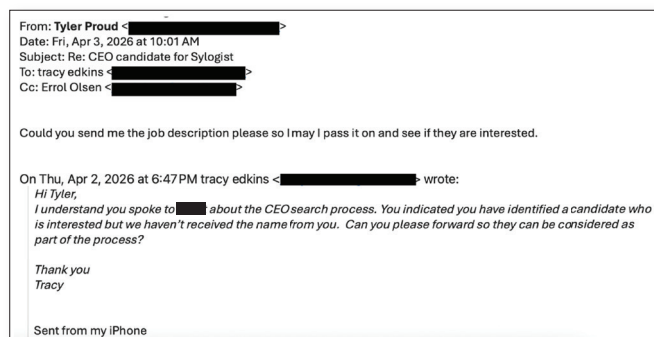 From: Tyler Proud < >
Date: Fri, Apr 3, 2026 at 10:01 AM
Subject: Re: CEO candidate for Sylogist
To: tracy edkins < >
Cc: Errol Olsen < >
Could you send me the job description please so I may I pass it on and see if they are interested.
On Thu, Apr 2, 2026 at 6:47 PM tracy edkins < > wrote:
Hi Tyler,
I understand you spoke to about the CEO search process. You indicated you have identified a candidate who
is interested but we haven't received the name from you. Can you please forward so they can be considered as
part of the process?
Thank you
Tracy
Sent from my iPhone